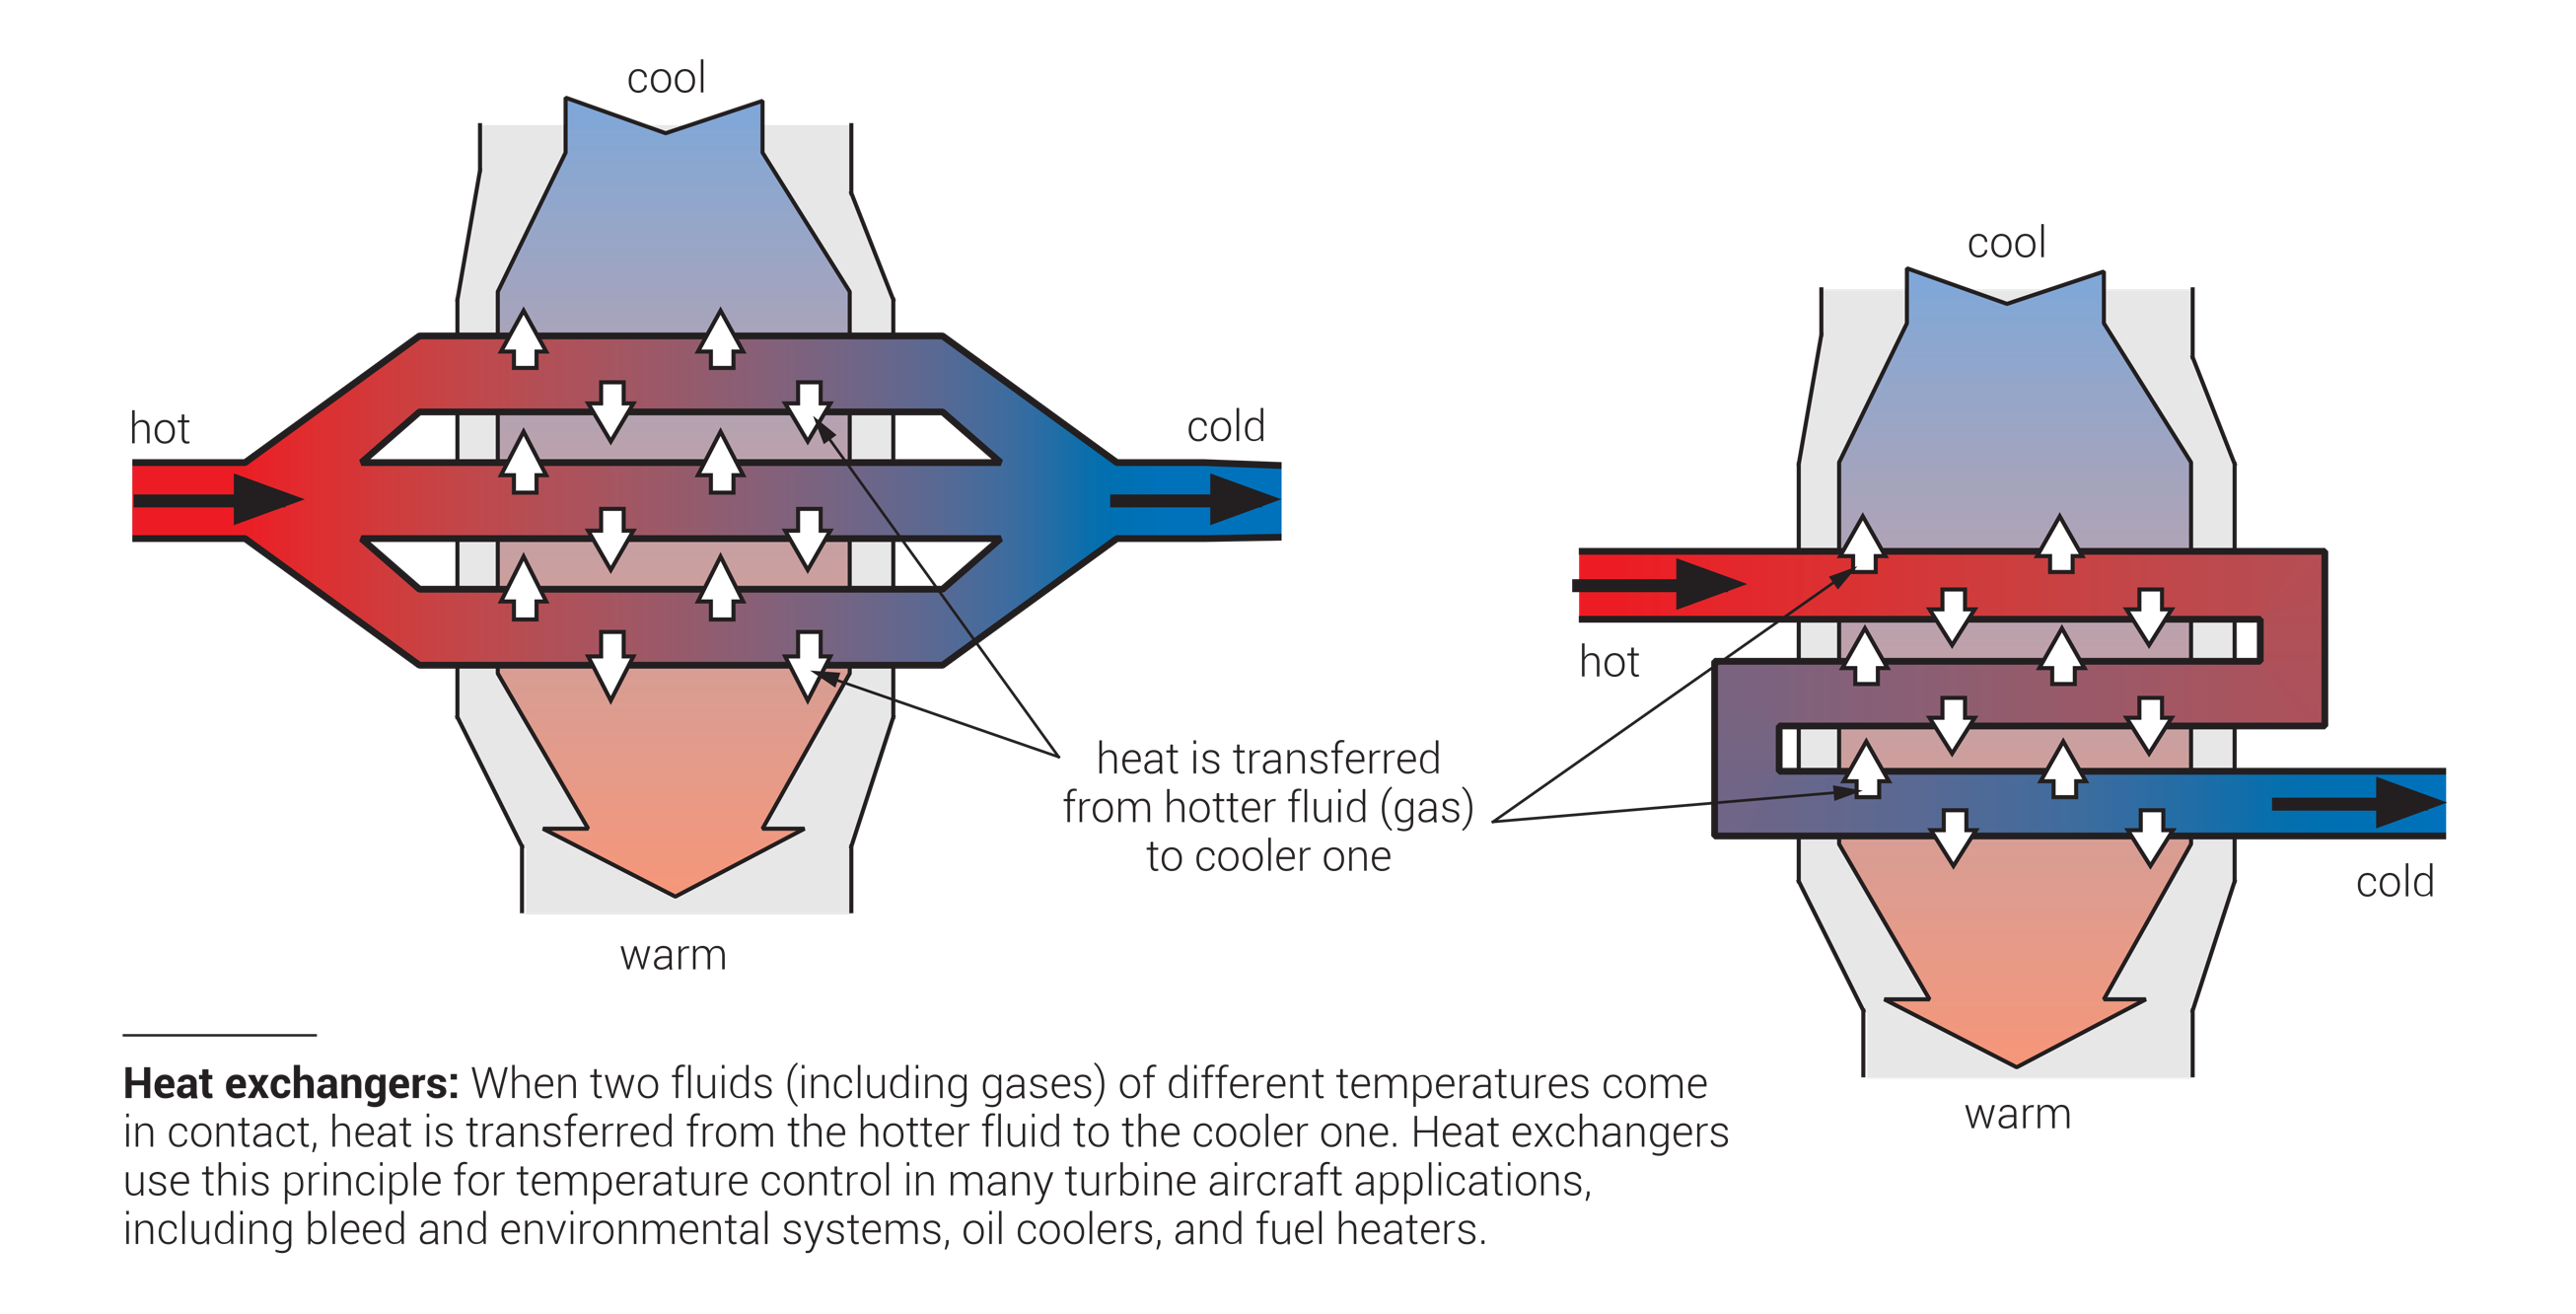 cool
hot
cold
warm
heat is transferred
from hotter fluid (gas)
to cooler one
cool
hot
cold
warm
Heat exchangers: When two fluids (including gases) of different temperatures come
in contact, heat is transferred from the hotter fluid to the cooler one. Heat exchangers
use this principle for temperature control in many turbine aircraft applications,
including bleed and environmental systems, oil coolers, and fuel heaters.